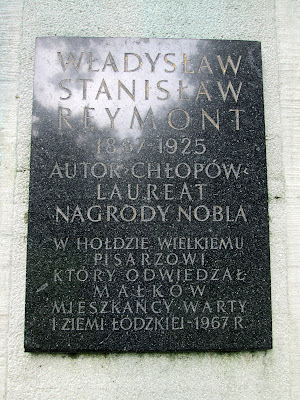 WŁADYSŁAW
STANISŁAW
REYMONT
1867-1925
AUTOR ›CHŁOPÓW‹
LAUREAT
NAGRODY NOBLA
W HOŁDZIE WIELKIEMU
PISARZOWI
KTÓRY ODWIEDZAŁ
MAŁKÓW
MIESZKAŃCY WARTY
I ZIEMI ŁÓDZKIEJ-1967 R.